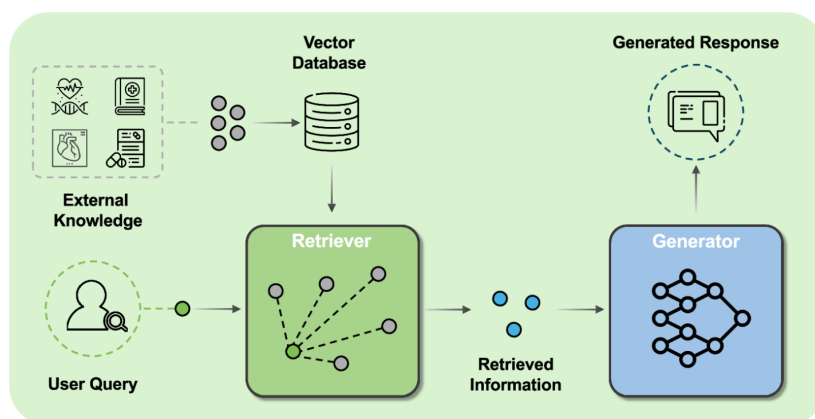 Vector
Database
Generated Response
External
Knowledge
Retriever
Generator
User Query
Retrieved
Information